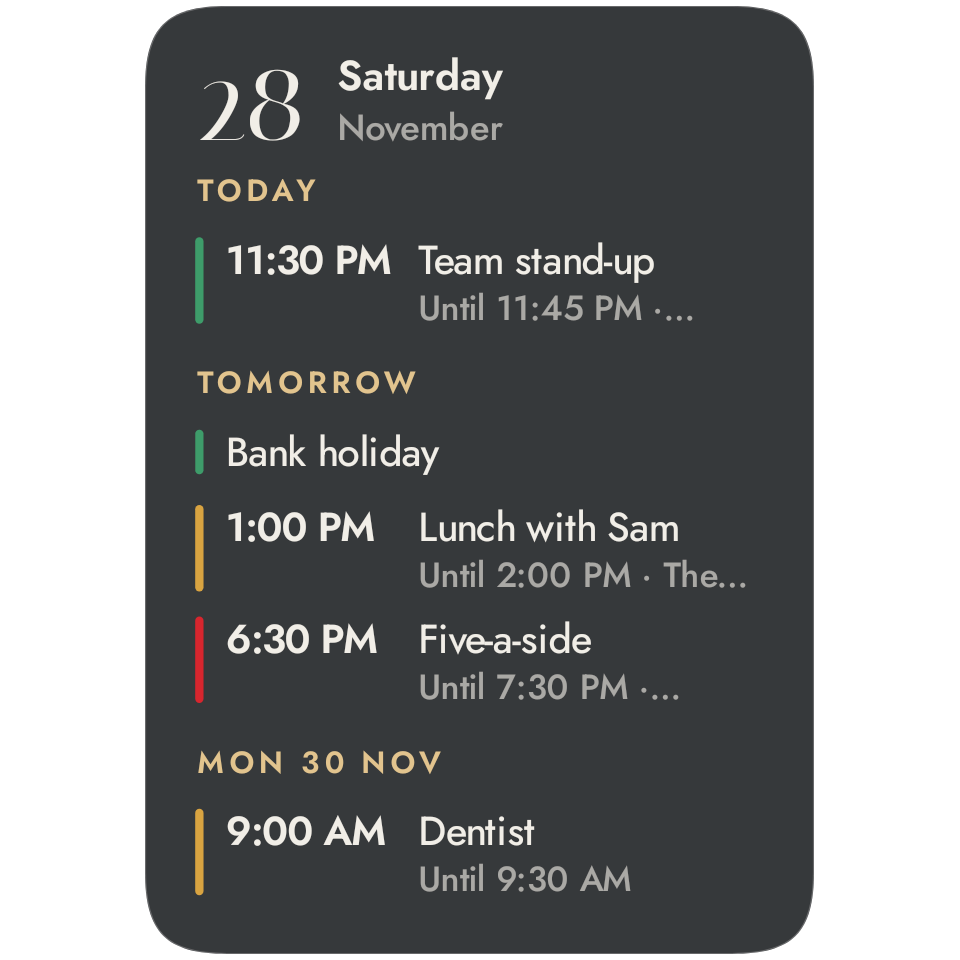 28 Saturday
November
TODAY
11:30 PM Team stand-up
Until 11:45 PM ·...
TOMORROW
Bank holiday
1:00 PM Lunch with Sam
Until 2:00 PM · The...
6:30 PM Five-a-side
Until 7:30 PM ·...
MON 30 NOV
9:00 AM Dentist
Until 9:30 AM